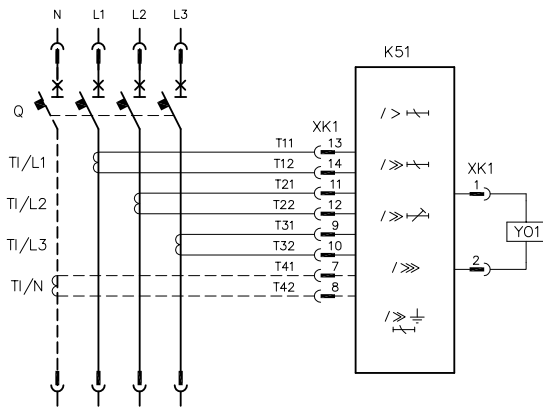 N L1 L2 L3
K51
Q
XK1
T11 13
TI/L1
T12 14
XK1
T21 11
1
TI/L2
T22 12
T31 9
Y01
TI/L3
T32 10
T41 7
2
TI/N
T42 8
/>
/>>
/>>
/>>>
/>>